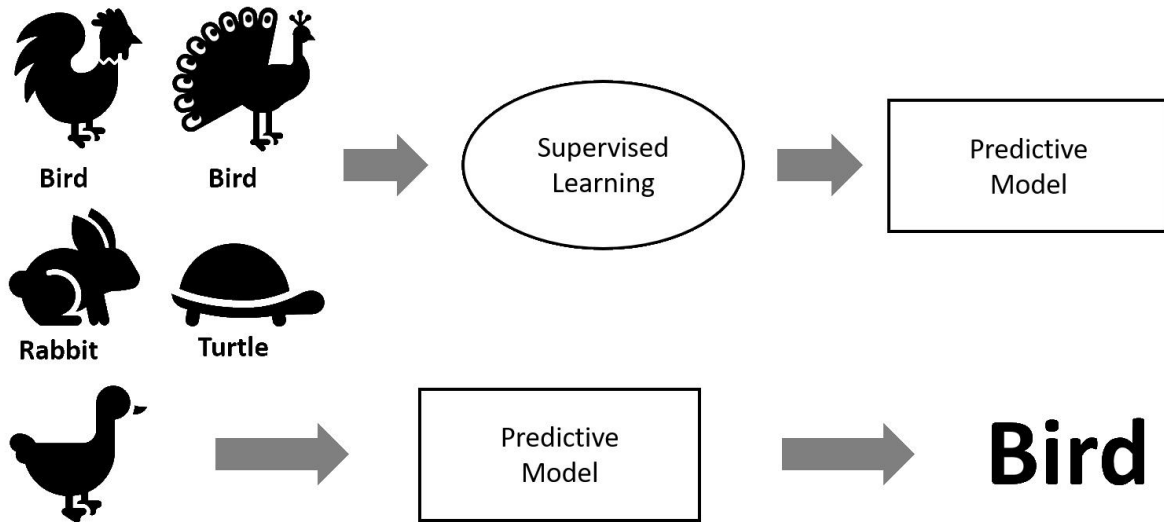 Bird
Bird
Supervised
Learning
Predictive
Model
Rabbit
Turtle
Predictive
Model
Bird